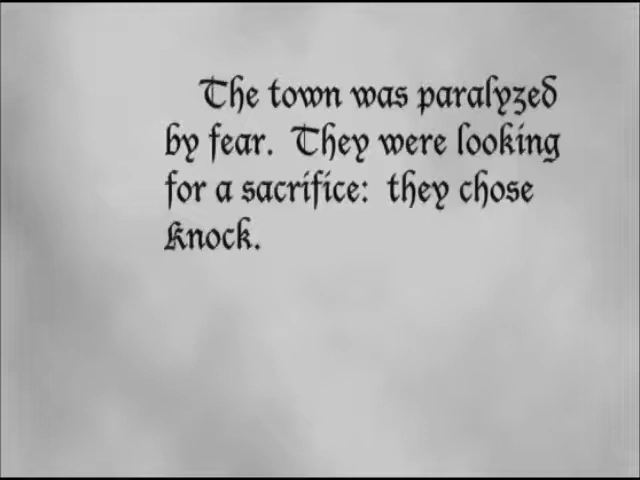 The town was paralyzed
by fear. They were looking
for a sacrifice: they chose
Knock.